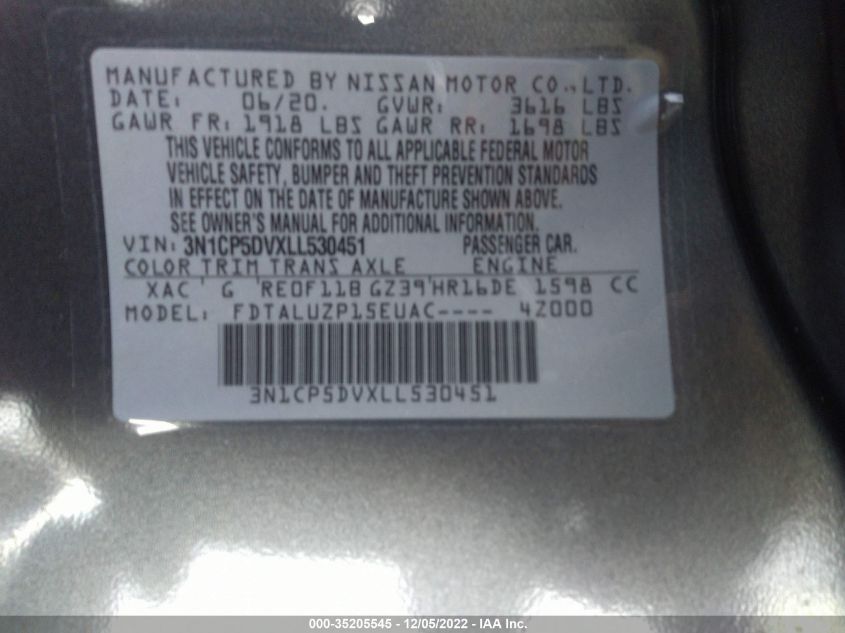 MANUFACTURED BY NISSAN MOTOR CO., LTD.
DATE: 06/20. GVWR: 3616 LBS
GAWR FR: 1918 LBS GAWR RR: 1698 LBS
THIS VEHICLE CONFORMS TO ALL APPLICABLE FEDERAL MOTOR
VEHICLE SAFETY, BUMPER AND THEFT PREVENTION STANDARDS
IN EFFECT ON THE DATE OF MANUFACTURE SHOWN ABOVE.
SEE OWNER'S MANUAL FOR ADDITIONAL INFORMATION.
VIN: 3N1CP5DVXLL530451 PASSENGER CAR.
COLOR TRIM TRANS AXLE ENGINE
XAC ' G 'RE0F11B GZ39'HR16DE 1598 CC
MODEL: FDTALUZP15EUAC---- 4Z000
3N1CP5DVXLL530451
000-35205545 - 12/05/2022 - IAA Inc.